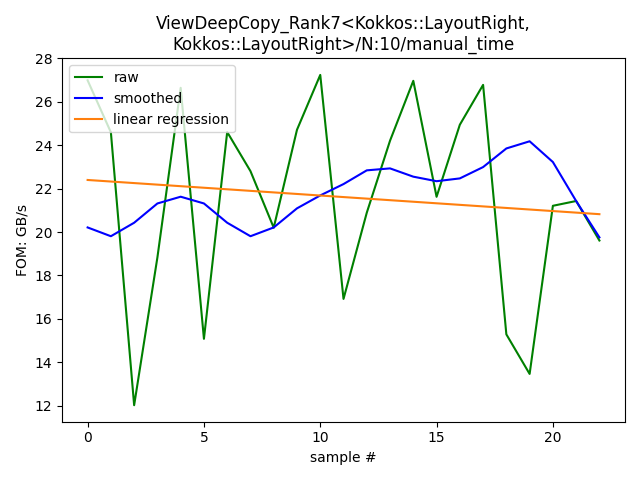 ViewDeepCopy_Rank7<Kokkos::LayoutRight,
Kokkos::LayoutRight>/N:10/manual_time
raw
smoothed
linear regression
FOM: GB/s
28
26
24
22
20
18
16
14
12
0
5
10
15
20
sample #